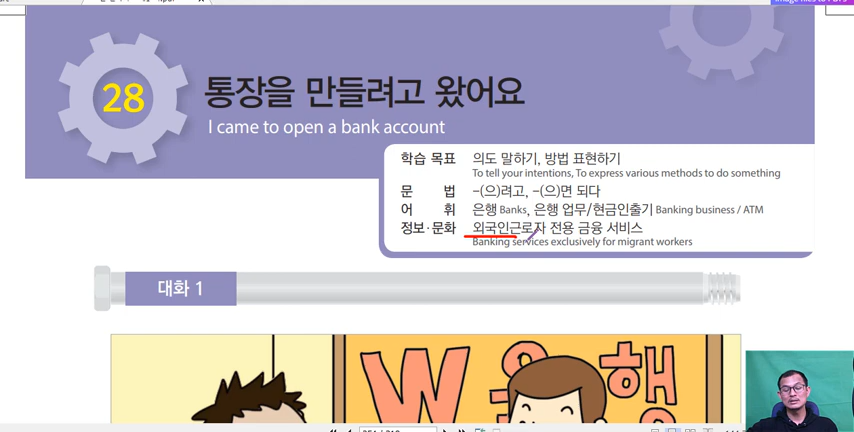 28
통장을 만들려고 왔어요
I came to open a bank account
학습 목표 의도 말하기, 방법 표현하기
To tell your intentions, To express various methods to do something
문 법 -(으)려고, -(으)면 되다
어 휘 은행 Banks, 은행 업무/현금인출기 Banking business / ATM
정보·문화 외국인근로자 전용 금융 서비스
Banking services exclusively for migrant workers
대화 1
W 은행